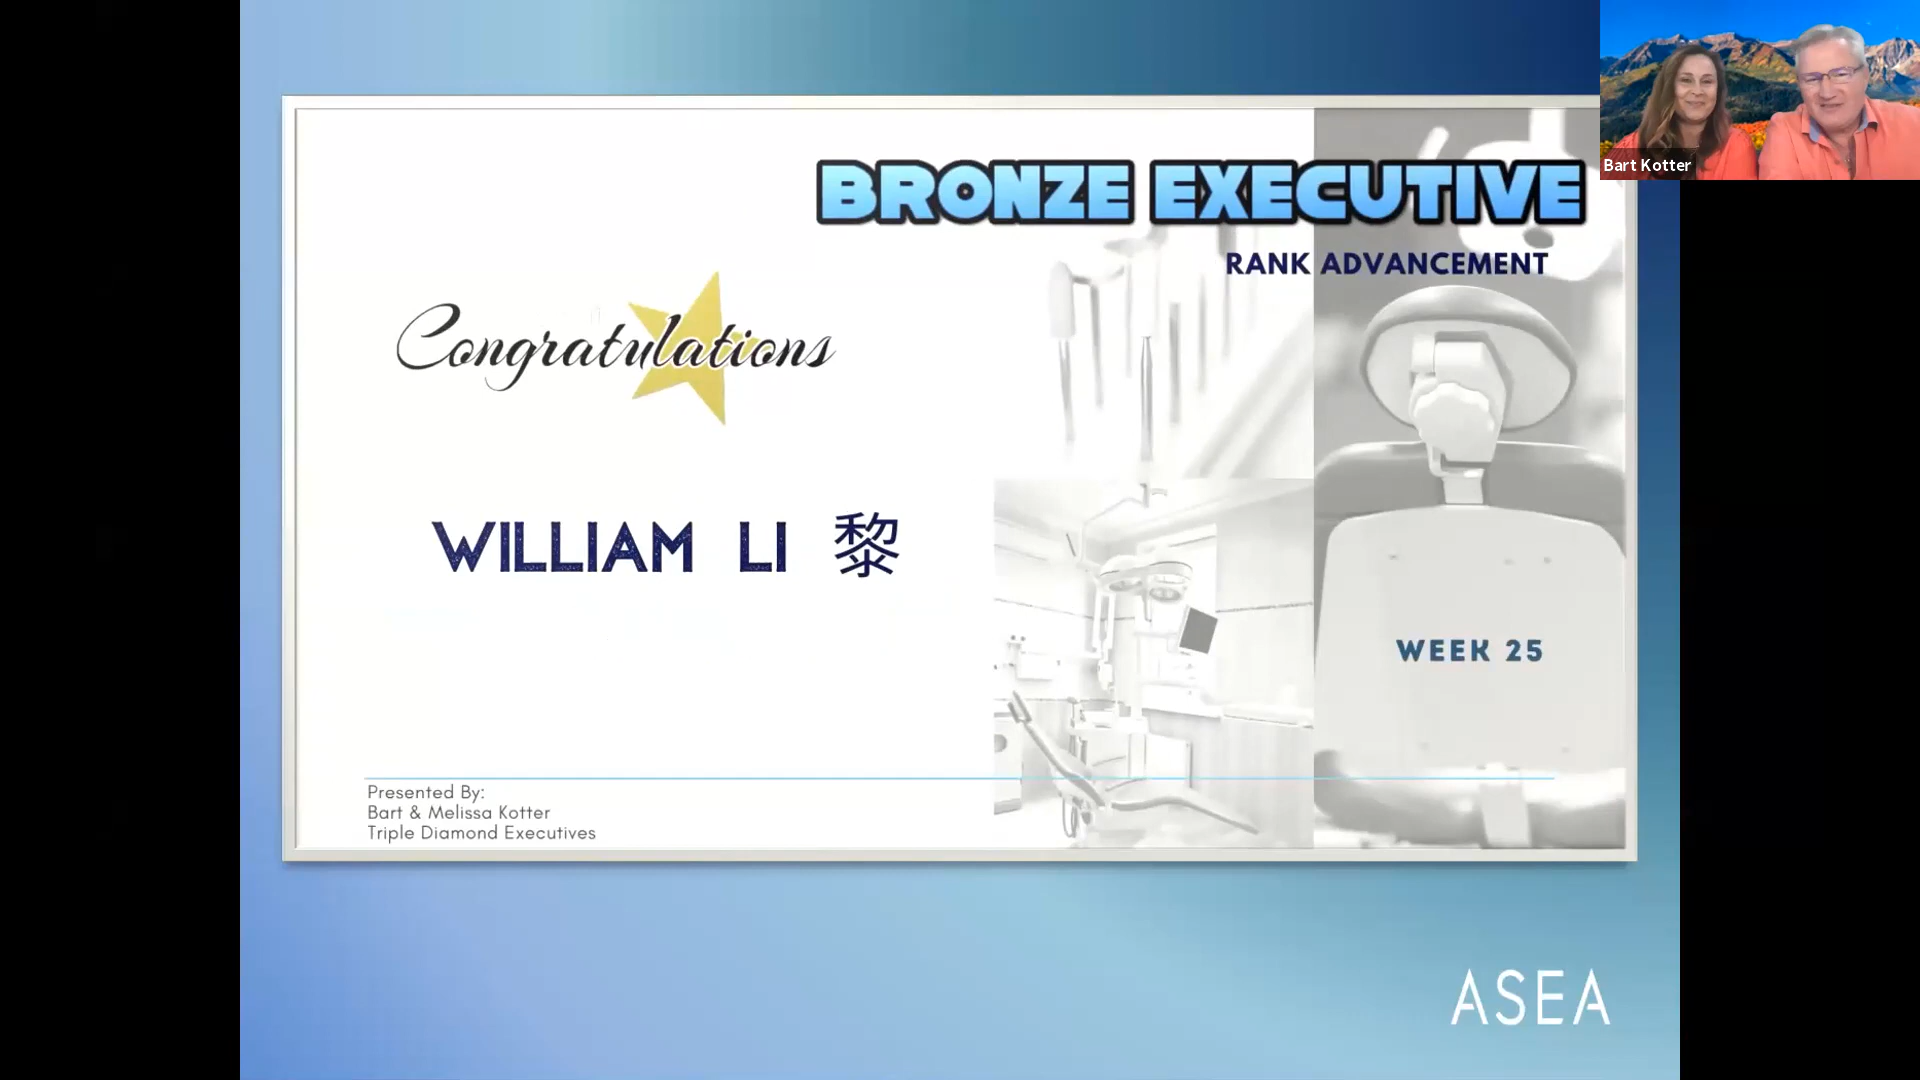 BRONZE EXECUTIVE
RANK ADVANCEMENT
Congratulations
WILLIAM LI 黎
WEEK 25
Presented By:
Bart & Melissa Kotter
Triple Diamond Executives
ASEA
Bart Kotter